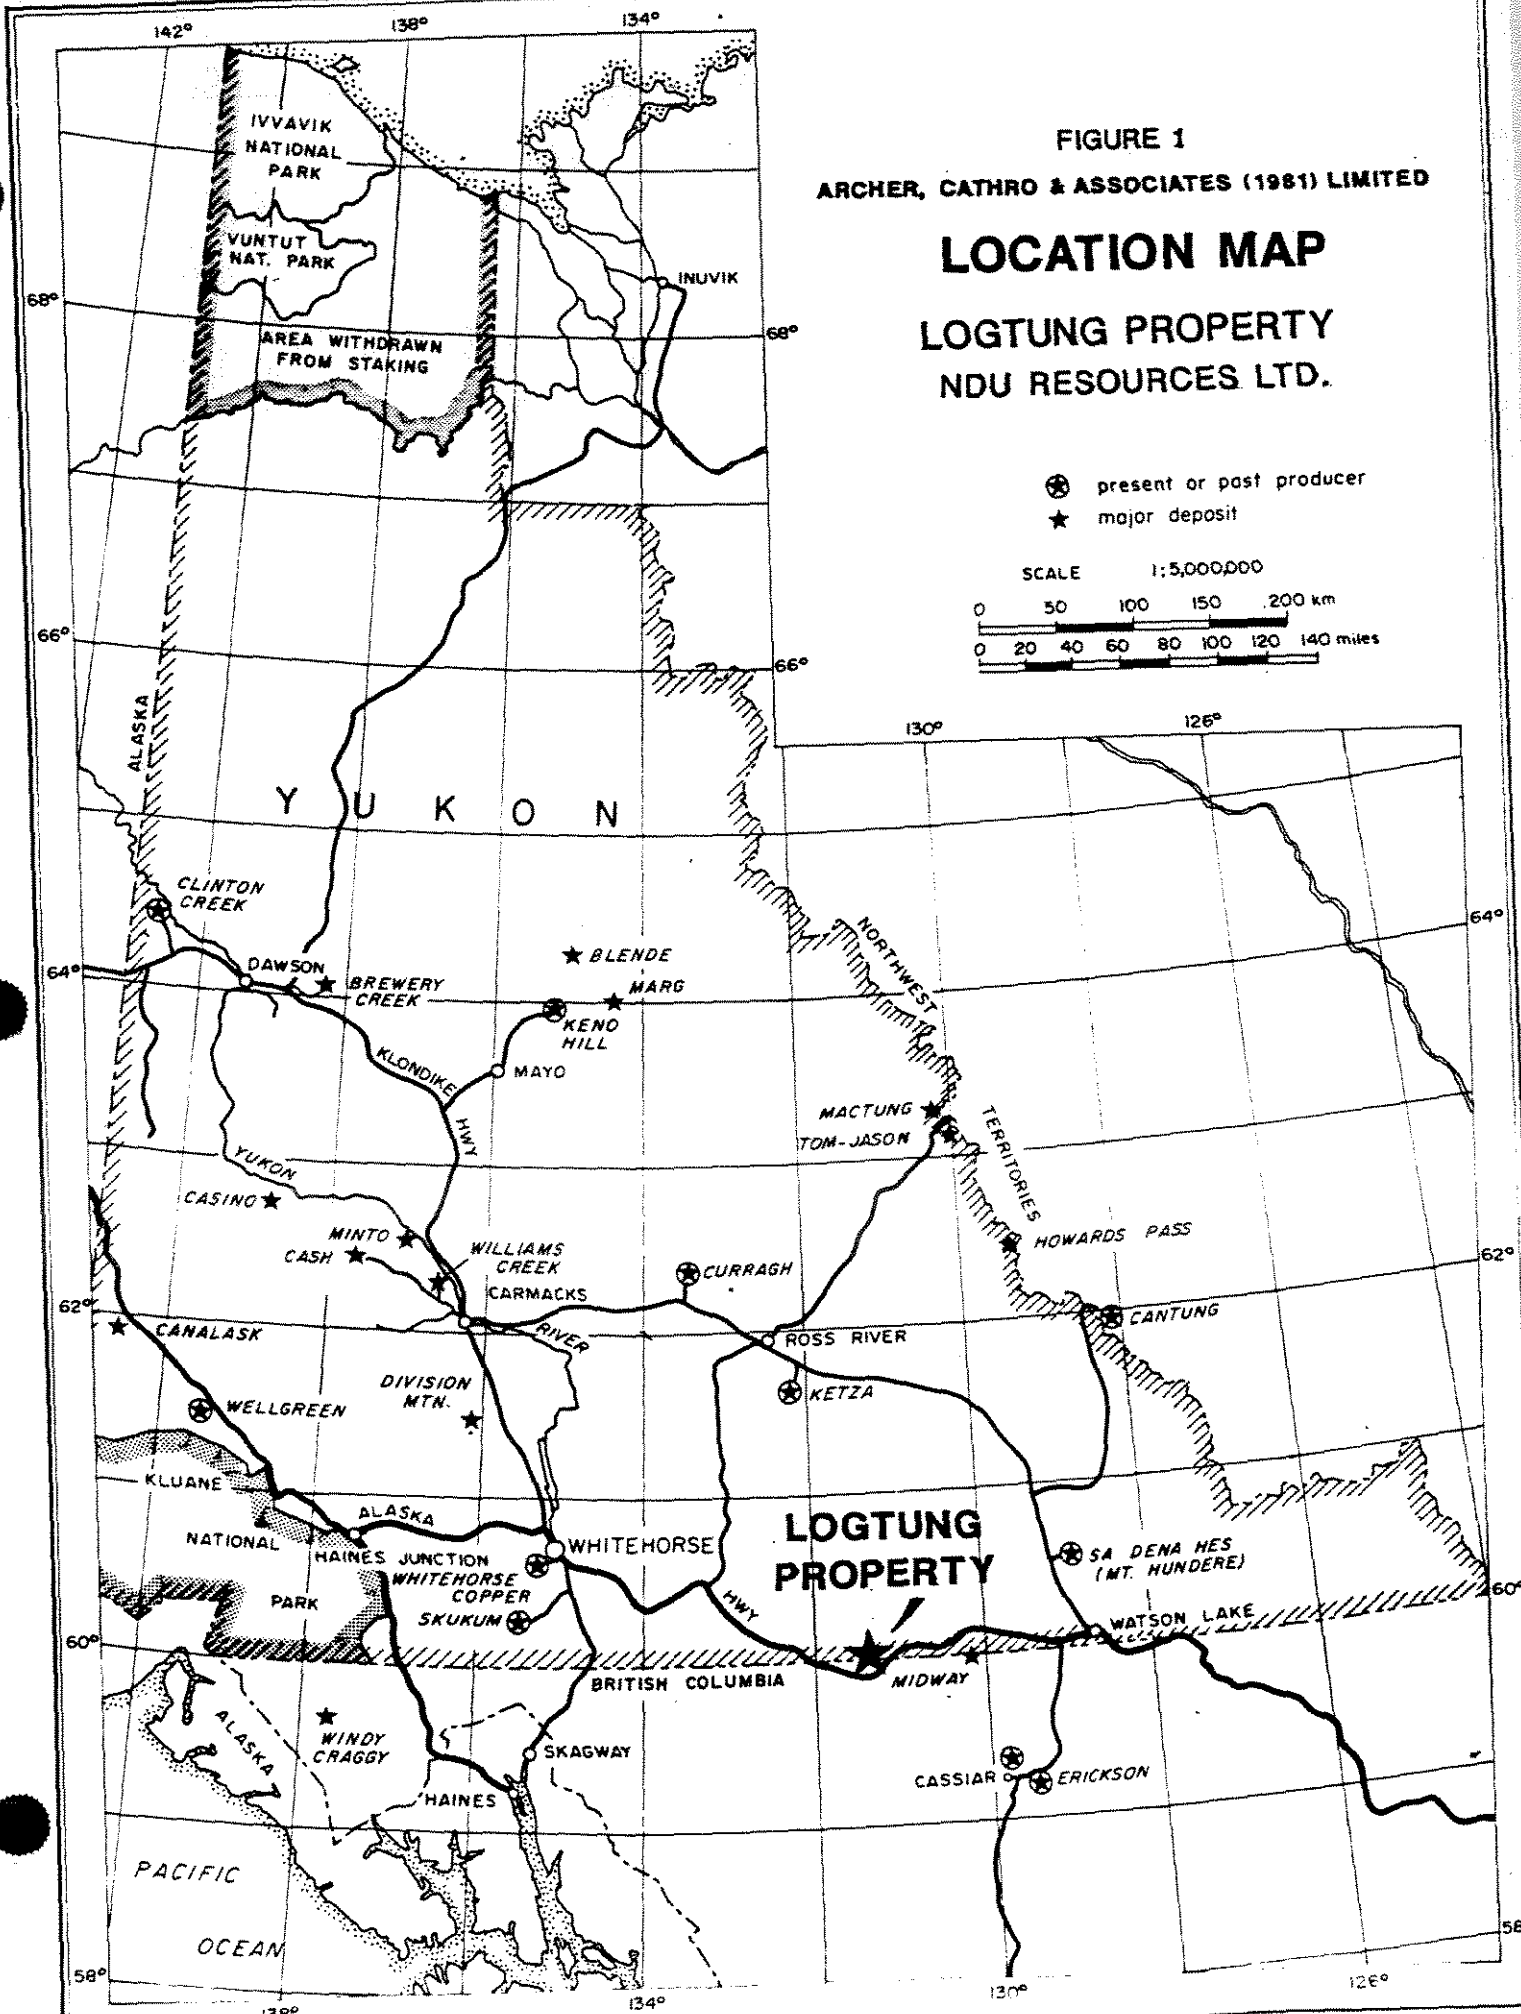 142°
138°
134°
IVVAVIK
NATIONAL
PARK
VUNTUT
NAT. PARK
INUVIK
68°
68°
AREA WITHDRAWN
FROM STAKING
FIGURE 1
ARCHER, CATHRO & ASSOCIATES (1981) LIMITED
LOCATION MAP
LOGTUNG PROPERTY
NDU RESOURCES LTD.
present or past producer
major deposit
SCALE 1:5,000,000
0 50 100 150 200 km
0 20 40 60 80 100 120 140 miles
66°
66°
130°
126°
ALASKA
YUKON
CLINTON
CREEK
64°
64°
DAWSON
BREWERY
CREEK
BLENDE
MARG
KENO
HILL
MAYO
KLONDIKE
HWY
NORTHWEST
TERRITORIES
MACTUNG
TOM-JASON
YUKON
RIVER
CASINO
MINTO
CASH
WILLIAMS
CREEK
CARMACKS
CURRAGH
HOWARDS PASS
62°
62°
CANTUNG
CANALASK
ROSS RIVER
KETZA
DIVISION
MTN.
WELLGREEN
KLUANE
NATIONAL
PARK
ALASKA
HWY
HAINES JUNCTION
WHITEHORSE
WHITEHORSE
COPPER
SKUKUM
LOGTUNG
PROPERTY
SA DENA HES
(MT. HUNDERE)
WATSON LAKE
60°
60°
BRITISH COLUMBIA
MIDWAY
ALASKA
WINDY
CRAGGY
SKAGWAY
HAINES
CASSIAR
ERICKSON
PACIFIC
OCEAN
58°
58
138°
134°
130°
126°